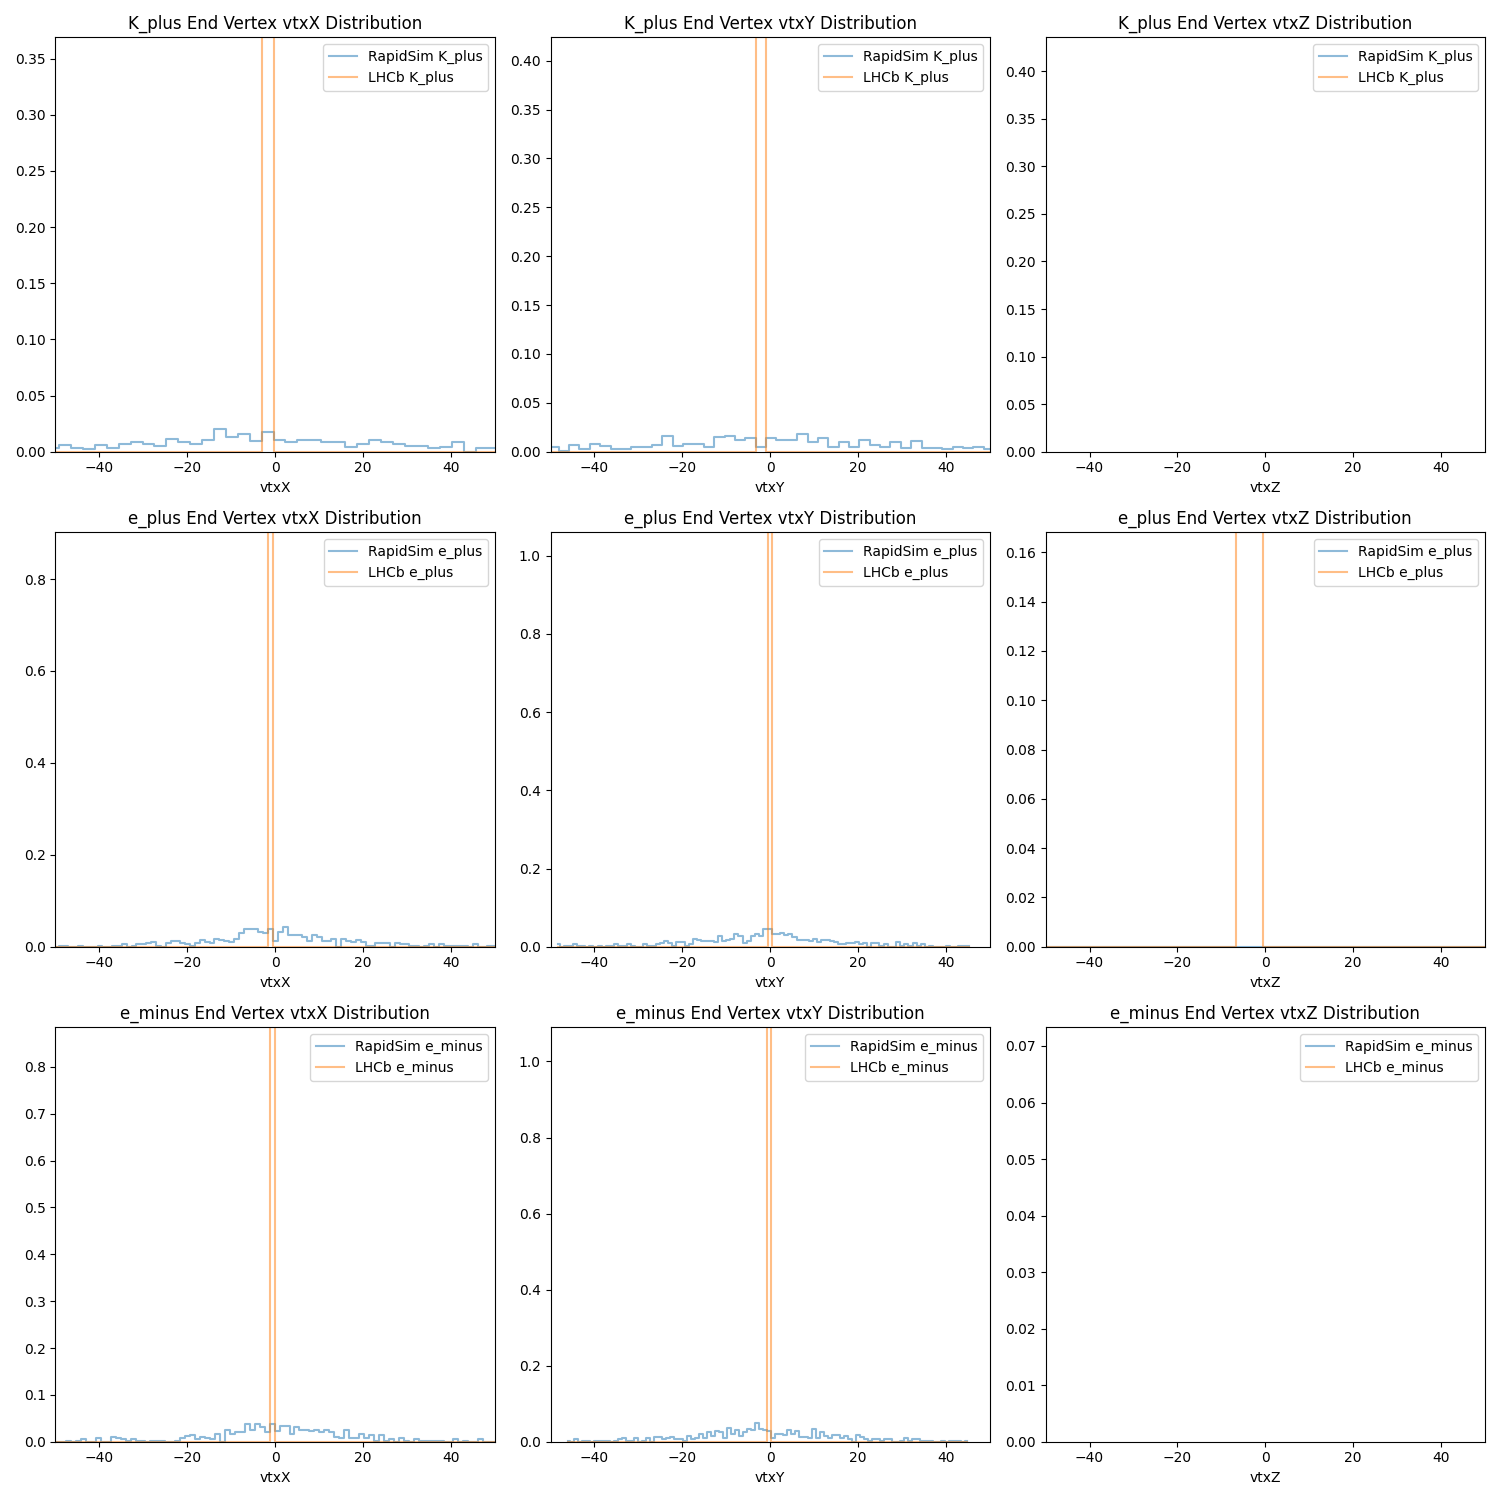 K_plus End Vertex vtxX Distribution
RapidSim K_plus
LHCb K_plus
0.35
0.30
0.25
0.20
0.15
0.10
0.05
0.00
−40 −20 0 20 40
vtxX
K_plus End Vertex vtxY Distribution
RapidSim K_plus
LHCb K_plus
0.40
0.35
0.30
0.25
0.20
0.15
0.10
0.05
0.00
−40 −20 0 20 40
vtxY
K_plus End Vertex vtxZ Distribution
RapidSim K_plus
LHCb K_plus
0.40
0.35
0.30
0.25
0.20
0.15
0.10
0.05
0.00
−40 −20 0 20 40
vtxZ
e_plus End Vertex vtxX Distribution
RapidSim e_plus
LHCb e_plus
0.8
0.6
0.4
0.2
0.0
−40 −20 0 20 40
vtxX
e_plus End Vertex vtxY Distribution
RapidSim e_plus
LHCb e_plus
1.0
0.8
0.6
0.4
0.2
0.0
−40 −20 0 20 40
vtxY
e_plus End Vertex vtxZ Distribution
RapidSim e_plus
LHCb e_plus
0.16
0.14
0.12
0.10
0.08
0.06
0.04
0.02
0.00
−40 −20 0 20 40
vtxZ
e_minus End Vertex vtxX Distribution
RapidSim e_minus
LHCb e_minus
0.8
0.7
0.6
0.5
0.4
0.3
0.2
0.1
0.0
−40 −20 0 20 40
vtxX
e_minus End Vertex vtxY Distribution
RapidSim e_minus
LHCb e_minus
1.0
0.8
0.6
0.4
0.2
0.0
−40 −20 0 20 40
vtxY
e_minus End Vertex vtxZ Distribution
RapidSim e_minus
LHCb e_minus
0.07
0.06
0.05
0.04
0.03
0.02
0.01
0.00
−40 −20 0 20 40
vtxZ